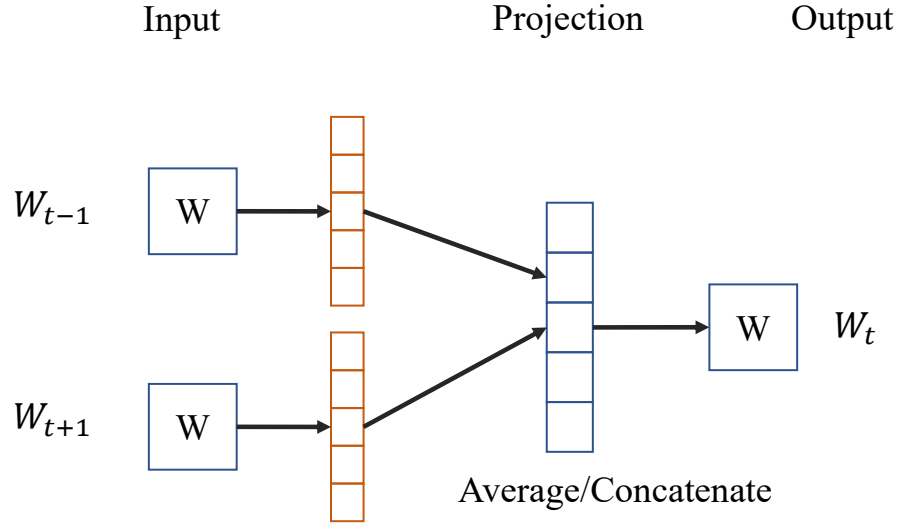 Input Projection Output
W_{t-1} W
W W_t
W_{t+1} W
Average/Concatenate